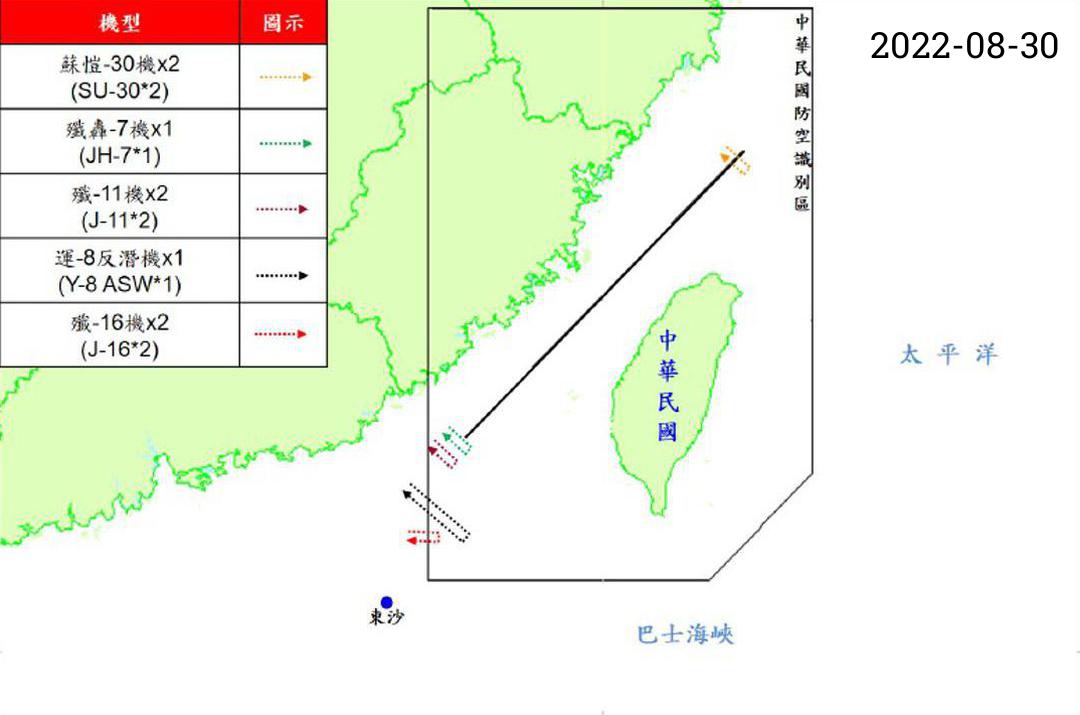 機型
圖示
蘇愷-30機x2
(SU-30*2)
殲轟-7機x1
(JH-7*1)
殲-11機x2
(J-11*2)
運-8反潛機x1
(Y-8 ASW*1)
殲-16機x2
(J-16*2)
中華民國防空識別區
2022-08-30
中華民國
太平洋
東沙
巴士海峽